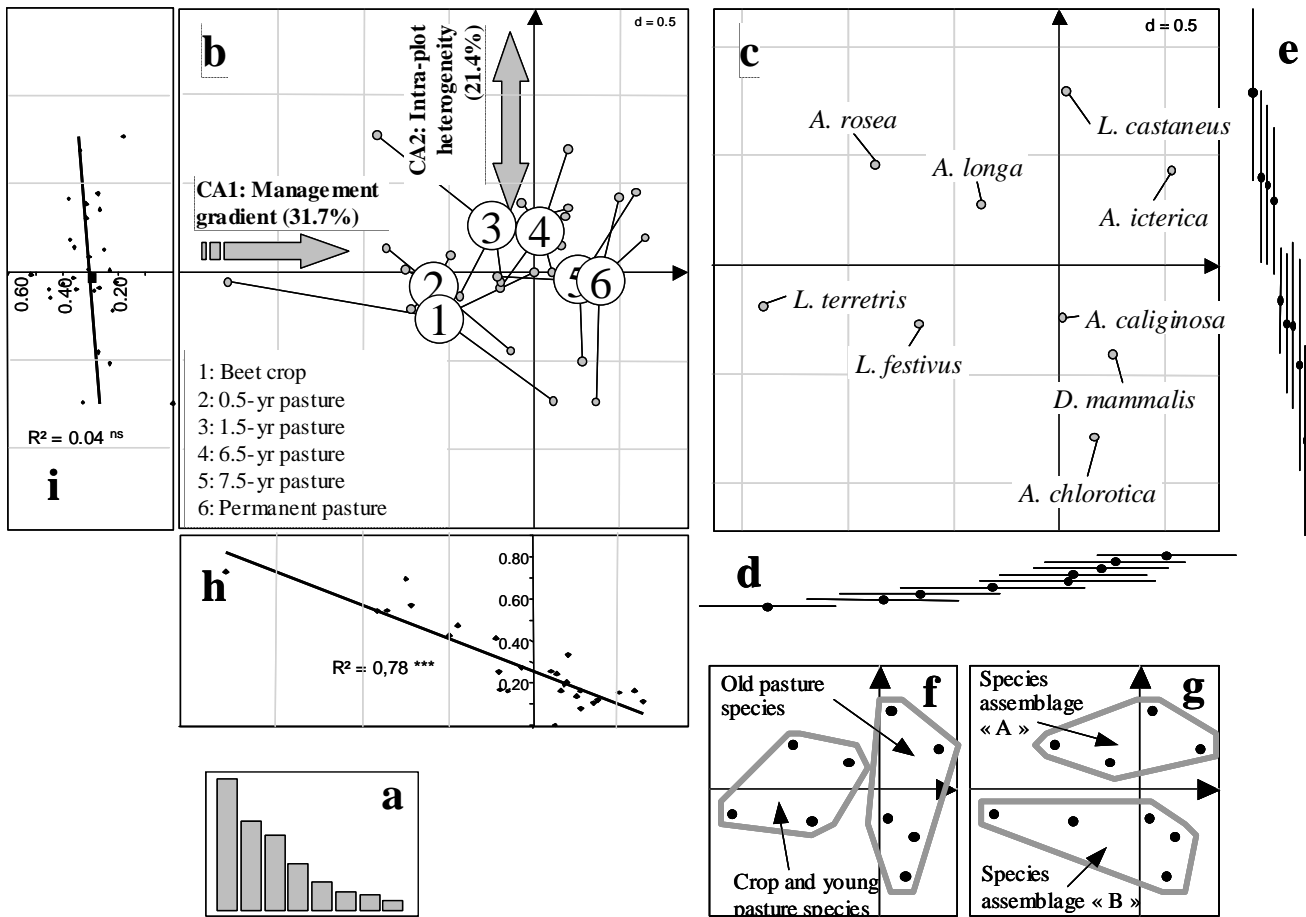 b
d = 0.5
CA2: Intra-plot
heterogeneity
(21.4%)
CA1: Management
gradient (31.7%)
3
4
2
5
6
1
1: Beet crop
2: 0.5-yr pasture
3: 1.5-yr pasture
4: 6.5-yr pasture
5: 7.5-yr pasture
6: Permanent pasture
0.60
0.40
0.20
R² = 0.04 ns
i
c
d = 0.5
A. rosea
L. castaneus
A. longa
A. icterica
L. terretris
A. caliginosa
L. festivus
D. mammalis
A. chlorotica
e
h
0.80
0.60
0.40
0.20
R² = 0,78 ***
d
Old pasture
species
f
Crop and young
pasture species
Species
assemblage
« A »
g
Species
assemblage « B »
a